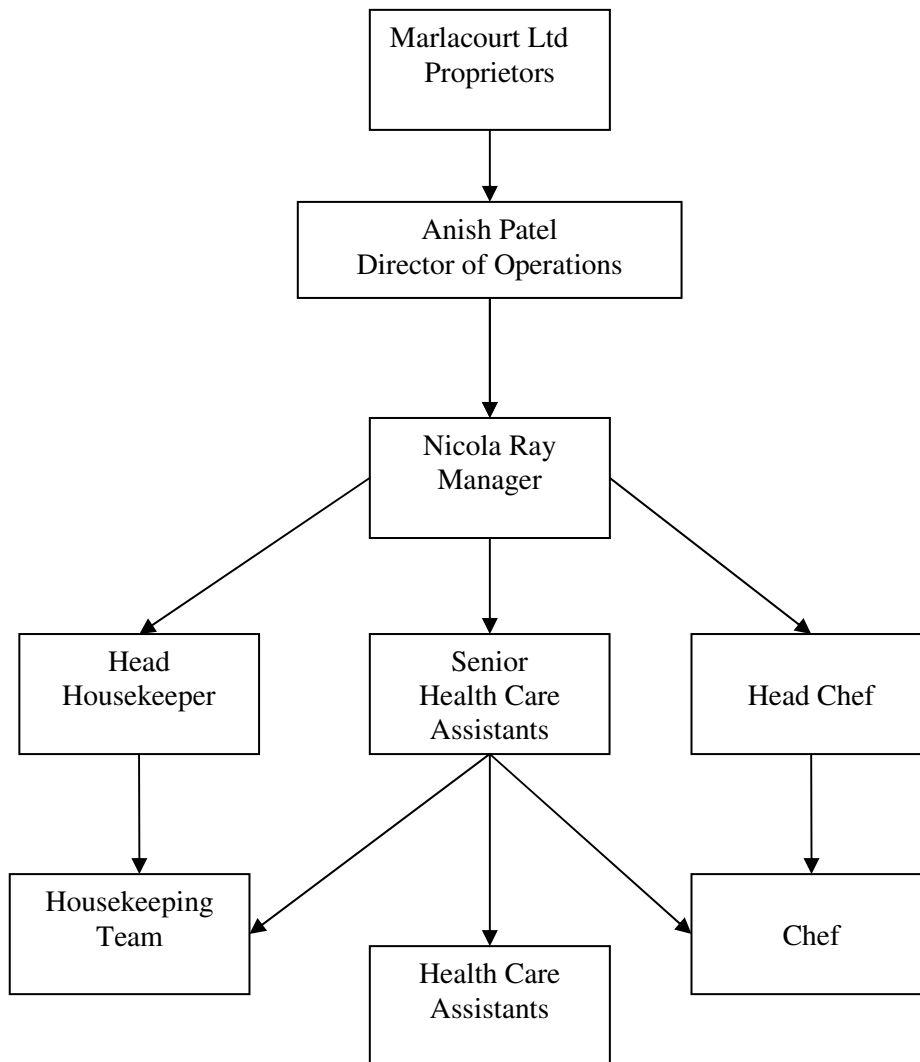 Marlacourt Ltd
Proprietors
Anish Patel
Director of Operations
Nicola Ray
Manager
Head
Housekeeper
Senior
Health Care
Assistants
Head Chef
Housekeeping
Team
Health Care
Assistants
Chef